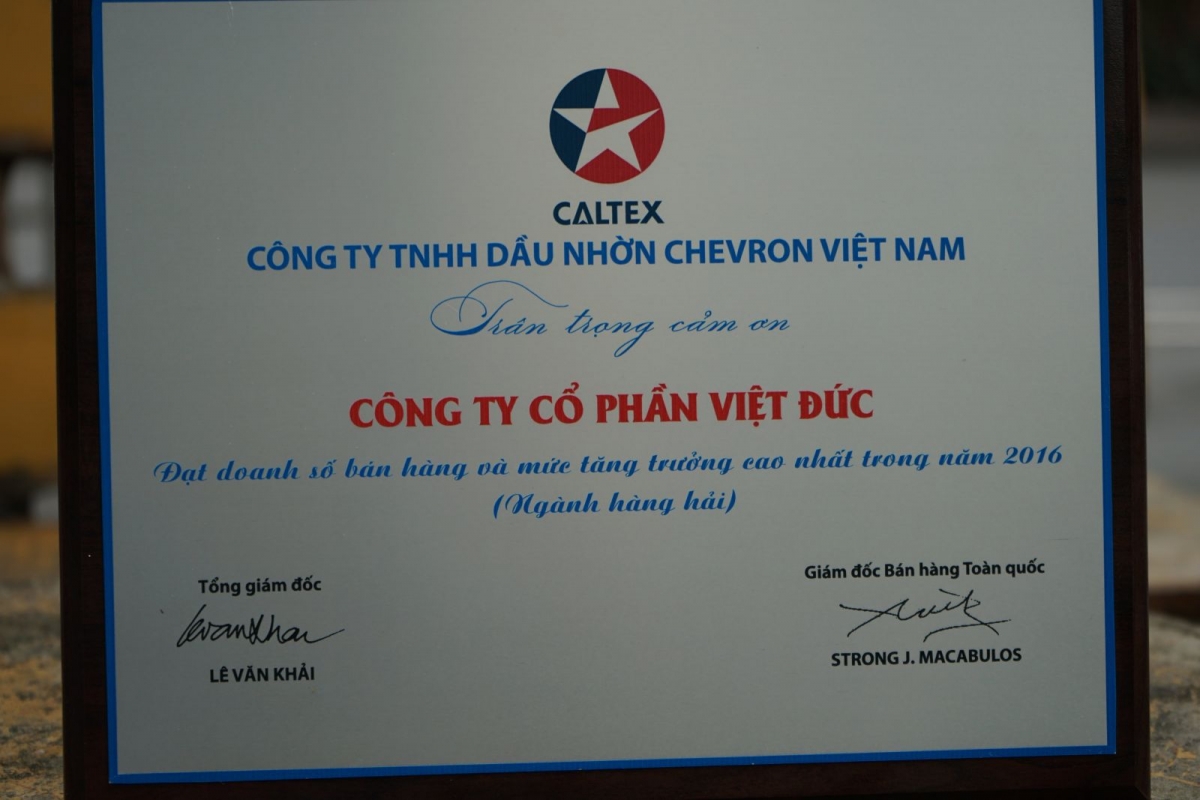 CALTEX
CÔNG TY TNHH DẦU NHỜN CHEVRON VIỆT NAM
Trân trọng cảm ơn
CÔNG TY CỔ PHẦN VIỆT ĐỨC
Đạt doanh số bán hàng và mức tăng trưởng cao nhất trong năm 2016
(Ngành hàng hải)
Tổng giám đốc
LÊ VĂN KHẢI
Giám đốc Bán hàng Toàn quốc
STRONG J. MACABULOS